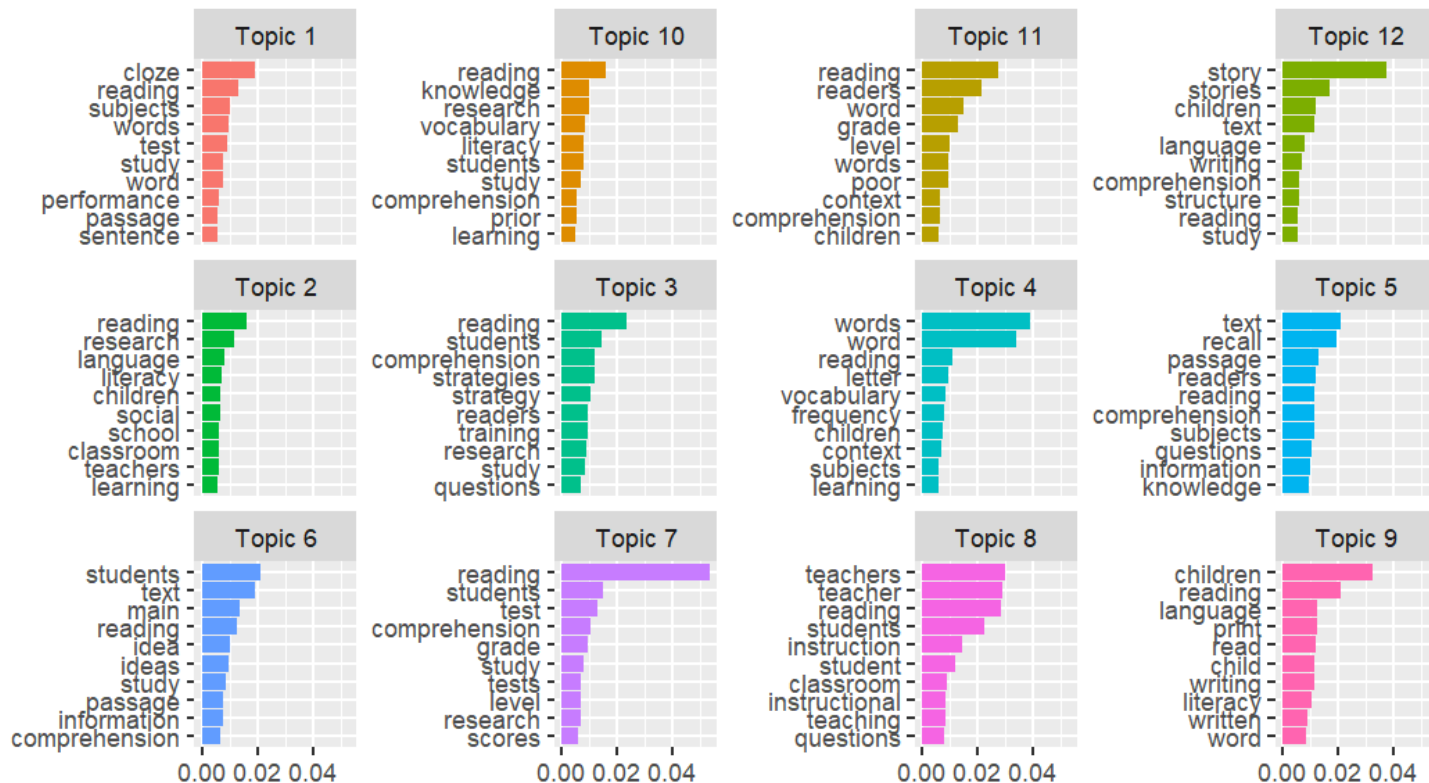 Topic 1
cloze
reading
subjects
words
test
study
word
performance
passage
sentence
Topic 10
reading
knowledge
research
vocabulary
literacy
students
study
comprehension
prior
learning
Topic 11
reading
readers
word
grade
level
words
poor
context
comprehension
children
Topic 12
story
stories
children
text
language
writing
comprehension
structure
reading
study
Topic 2
reading
research
language
literacy
children
social
school
classroom
teachers
learning
Topic 3
reading
students
comprehension
strategies
strategy
readers
training
research
study
questions
Topic 4
words
word
reading
letter
vocabulary
frequency
children
context
subjects
learning
Topic 5
text
recall
passage
readers
reading
comprehension
subjects
questions
information
knowledge
Topic 6
students
text
main
reading
idea
ideas
study
passage
information
comprehension
0.00 0.02 0.04
Topic 7
reading
students
test
comprehension
grade
study
tests
level
research
scores
0.00 0.02 0.04
Topic 8
teachers
teacher
reading
students
instruction
student
classroom
instructional
teaching
questions
0.00 0.02 0.04
Topic 9
children
reading
language
print
read
child
writing
literacy
written
word
0.00 0.02 0.04